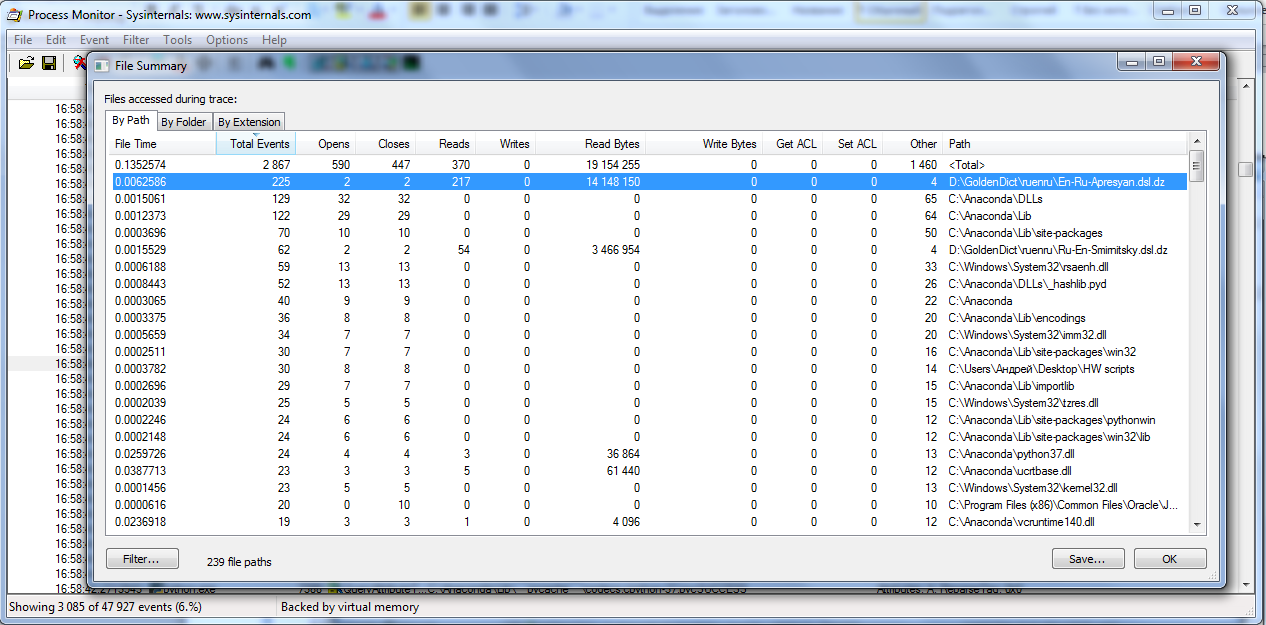 Process Monitor - Sysinternals: www.sysinternals.com
File Edit Event Filter Tools Options Help
File Summary
Files accessed during trace:
By Path By Folder By Extension
File Time Total Events Opens Closes Reads Writes Read Bytes Write Bytes Get ACL Set ACL Other Path
0.1352574 2 867 590 447 370 0 19 154 255 0 0 0 1 460 <Total>
0.0062586 225 2 2 217 0 14 148 150 0 0 0 4 D:\GoldenDict\ruenru\En-Ru-Apresyan.dsl.dz
0.0015061 129 32 32 0 0 0 0 0 0 65 C:\Anaconda\DLLs
0.0012373 122 29 29 0 0 0 0 0 0 64 C:\Anaconda\Lib
0.0003696 70 10 10 0 0 0 0 0 0 50 C:\Anaconda\Lib\site-packages
0.0015529 62 2 2 54 0 3 466 954 0 0 0 4 D:\GoldenDict\ruenru\Ru-En-Smirnitsky.dsl.dz
0.0006188 59 13 13 0 0 0 0 0 0 33 C:\Windows\System32\rsaenh.dll
0.0008443 52 13 13 0 0 0 0 0 0 26 C:\Anaconda\DLLs\_hashlib.pyd
0.0003065 40 9 9 0 0 0 0 0 0 22 C:\Anaconda
0.0003375 36 8 8 0 0 0 0 0 0 20 C:\Anaconda\Lib\encodings
0.0005659 34 7 7 0 0 0 0 0 0 20 C:\Windows\System32\imm32.dll
0.0002511 30 7 7 0 0 0 0 0 0 16 C:\Anaconda\Lib\site-packages\win32
0.0003782 30 8 8 0 0 0 0 0 0 14 C:\Users\Андрей\Desktop\HW scripts
0.0002696 29 7 7 0 0 0 0 0 0 15 C:\Anaconda\Lib\importlib
0.0002039 25 5 5 0 0 0 0 0 0 15 C:\Windows\System32\tzres.dll
0.0002246 24 6 6 0 0 0 0 0 0 12 C:\Anaconda\Lib\site-packages\pythonwin
0.0002148 24 6 6 0 0 0 0 0 0 12 C:\Anaconda\Lib\site-packages\win32\lib
0.0259726 24 4 4 3 0 36 864 0 0 0 13 C:\Anaconda\python37.dll
0.0387713 23 3 3 5 0 61 440 0 0 0 12 C:\Anaconda\ucrtbase.dll
0.0001456 23 5 5 0 0 0 0 0 0 13 C:\Windows\System32\kernel32.dll
0.0000616 20 0 10 0 0 0 0 0 0 10 C:\Program Files (x86)\Common Files\Oracle\J...
0.0236918 19 3 3 1 0 4 096 0 0 0 12 C:\Anaconda\vcruntime140.dll
Filter... 239 file paths Save... OK
Showing 3 085 of 47 927 events (6.%) Backed by virtual memory